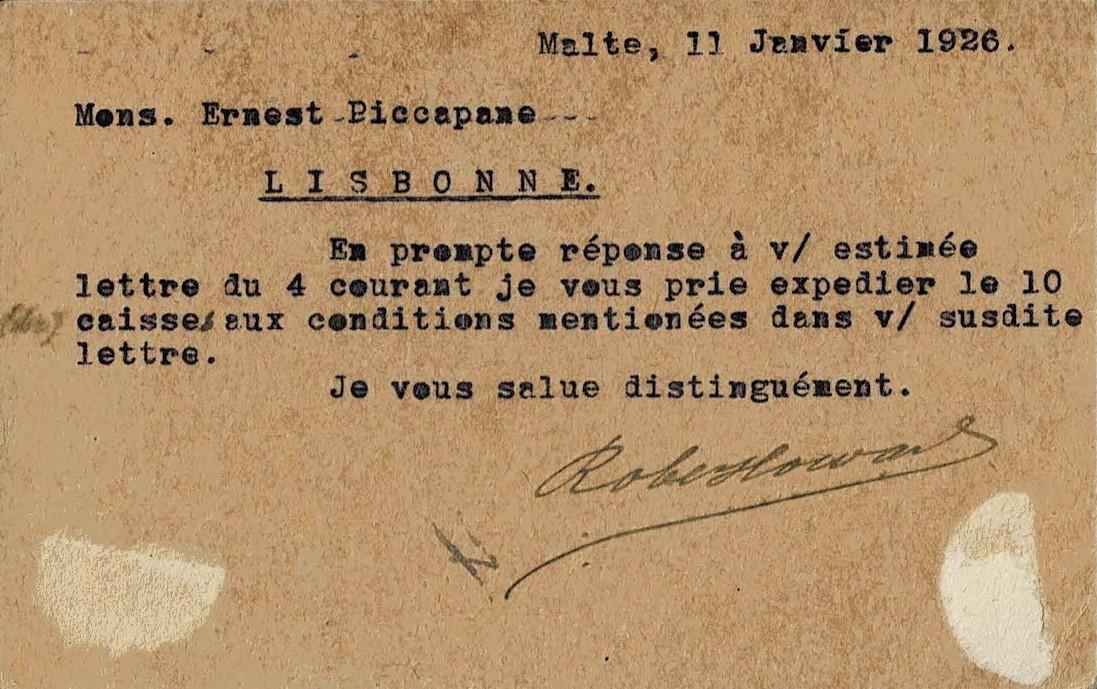 Malte, 11 Janvier 1926.
Mons. Ernest Piccapane
LISBONNE.
En prompte réponse à v/ estimée
lettre du 4 courant je vous prie expedier le 10
caisses aux conditions mentionées dans v/ susdite
lettre.
Je vous salue distinguément.